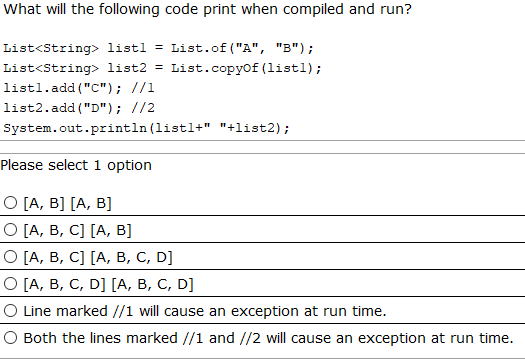 What will the following code print when compiled and run?
List<String> list1 = List.of("A", "B");
List<String> list2 = List.copyOf(list1);
list1.add("C"); //1
list2.add("D"); //2
System.out.println(list1+" "+list2);
Please select 1 option
[A, B] [A, B]
[A, B, C] [A, B]
[A, B, C] [A, B, C, D]
[A, B, C, D] [A, B, C, D]
Line marked //1 will cause an exception at run time.
Both the lines marked //1 and //2 will cause an exception at run time.